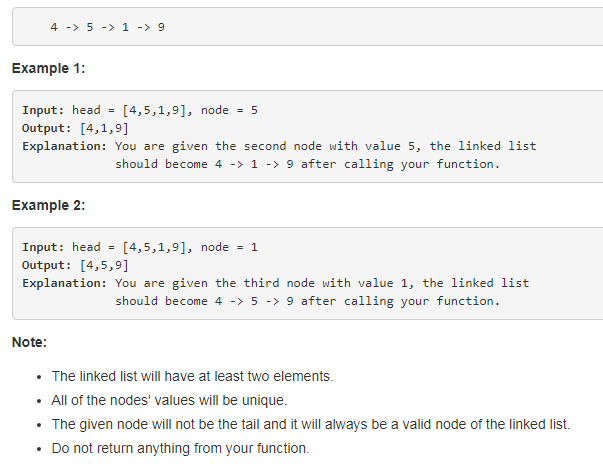 4 -> 5 -> 1 -> 9
Example 1:
Input: head = [4,5,1,9], node = 5
Output: [4,1,9]
Explanation: You are given the second node with value 5, the linked list
should become 4 -> 1 -> 9 after calling your function.
Example 2:
Input: head = [4,5,1,9], node = 1
Output: [4,5,9]
Explanation: You are given the third node with value 1, the linked list
should become 4 -> 5 -> 9 after calling your function.
Note:
• The linked list will have at least two elements.
• All of the nodes' values will be unique.
• The given node will not be the tail and it will always be a valid node of the linked list.
• Do not return anything from your function.